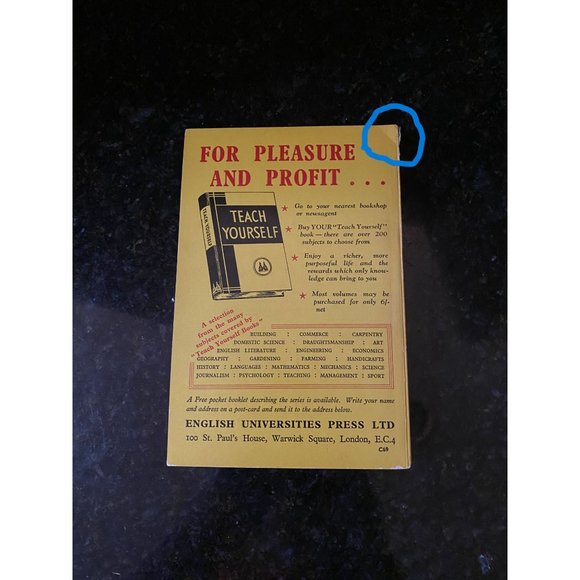 FOR PLEASURE
AND PROFIT . . .
TEACH
YOURSELF
Go to your nearest bookshop
or newsagent
Buy YOUR "Teach Yourself"
book — there are over 200
subjects to choose from
Enjoy a richer, more
purposeful life and the
rewards which only know-
ledge can bring to you
Most volumes may be
purchased for only 6/-
net
A selection
from the many
subjects covered by
"Teach Yourself Books"
BUILDING : COMMERCE : CARPENTRY
DOMESTIC SCIENCE : DRAUGHTSMANSHIP : ART
ENGLISH LITERATURE : ENGINEERING : ECONOMICS
GEOGRAPHY : GARDENING : FARMING : HANDICRAFTS
HISTORY : LANGUAGES : MATHEMATICS : MECHANICS : SCIENCE
JOURNALISM : PSYCHOLOGY : TEACHING : MANAGEMENT : SPORT
A Free pocket booklet describing the series is available. Write your name
and address on a post-card and send it to the address below.
ENGLISH UNIVERSITIES PRESS LTD
100 St. Paul's House, Warwick Square, London, E.C.4
C69